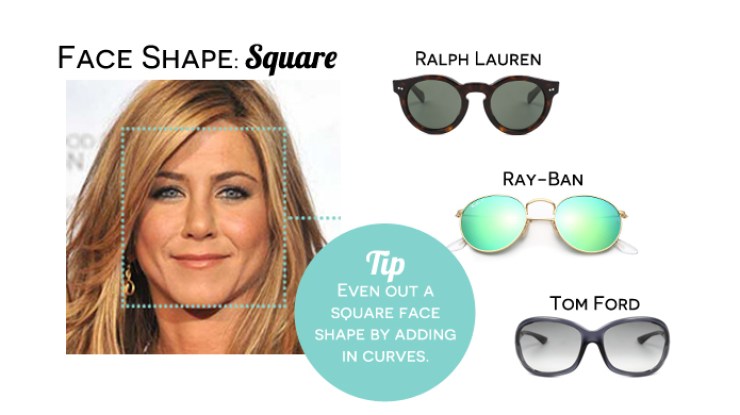 FACE SHAPE: Square
RALPH LAUREN
RAY-BAN
Tip
EVEN OUT A
SQUARE FACE
SHAPE BY ADDING
IN CURVES.
TOM FORD